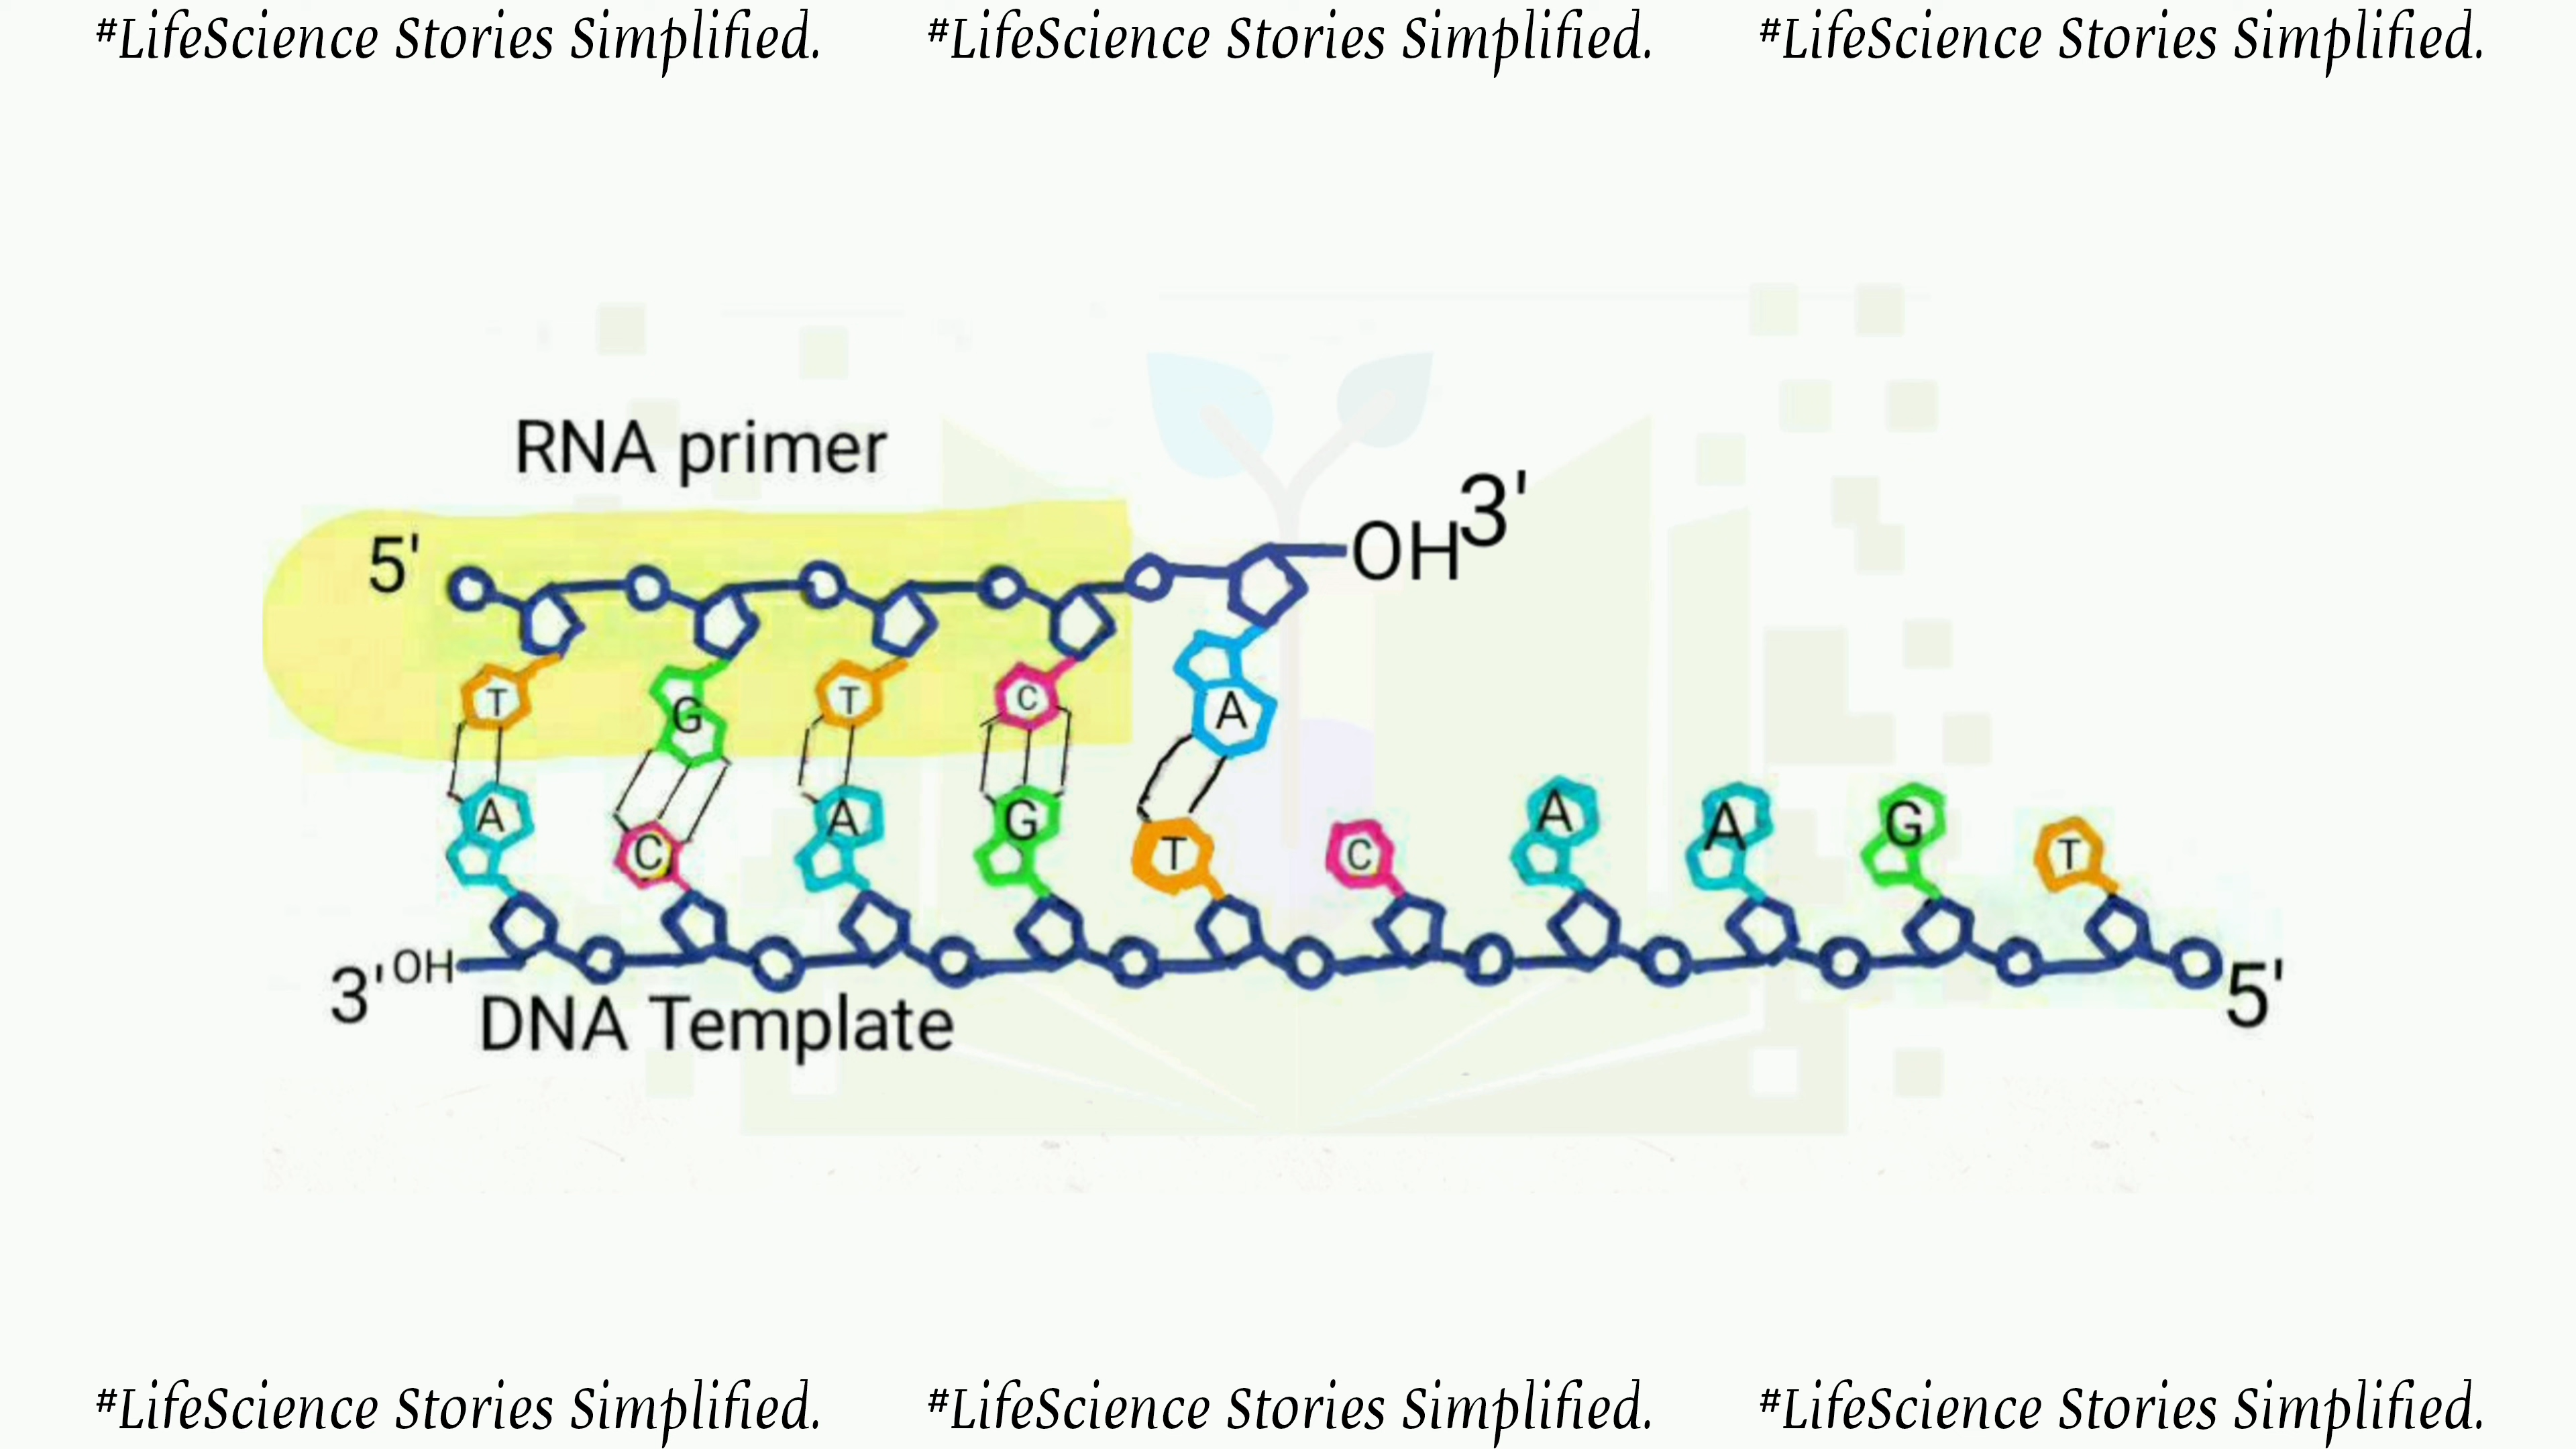 #LifeScience Stories Simplified. #LifeScience Stories Simplified. #LifeScience Stories Simplified.
RNA primer
5' OH3'
T G T C A
A C A G T C A A G T
3'OH 5'
DNA Template
#LifeScience Stories Simplified. #LifeScience Stories Simplified. #LifeScience Stories Simplified.